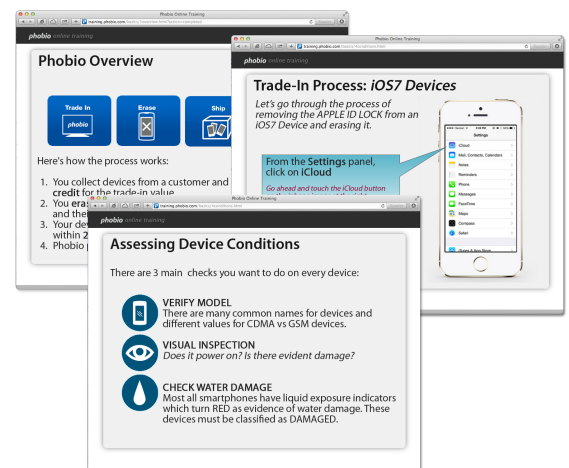 Phobio Online Training
training.phobio.com
Reader
phobio online training
Phobio Overview
Trade In
phobio
Erase
Ship
Here's how the process works:
1. You collect devices from a customer and
credit for the trade-in value
2. You
and
3. Your
within 2
4. Phobio
Phobio Online Training
training.phobio.com
Reader
phobio online training
Trade-In Process: iOS7 Devices
Let's go through the process of
removing the APPLE ID LOCK from an
iOS7 Device and erasing it.
From the Settings panel,
click on iCloud
Go ahead and touch the iCloud button
Settings
iCloud
Mail, Contacts, Calendars
Notes
Reminders
Phone
Messages
FaceTime
Maps
Compass
Safari
iTunes & App Store
Phobio Online Training
training.phobio.com
Reader
phobio online training
Assessing Device Conditions
There are 3 main checks you want to do on every device:
VERIFY MODEL
There are many common names for devices and
different values for CDMA vs GSM devices.
VISUAL INSPECTION
Does it power on? Is there evident damage?
CHECK WATER DAMAGE
Most all smartphones have liquid exposure indicators
which turn RED as evidence of water damage. These
devices must be classified as DAMAGED.